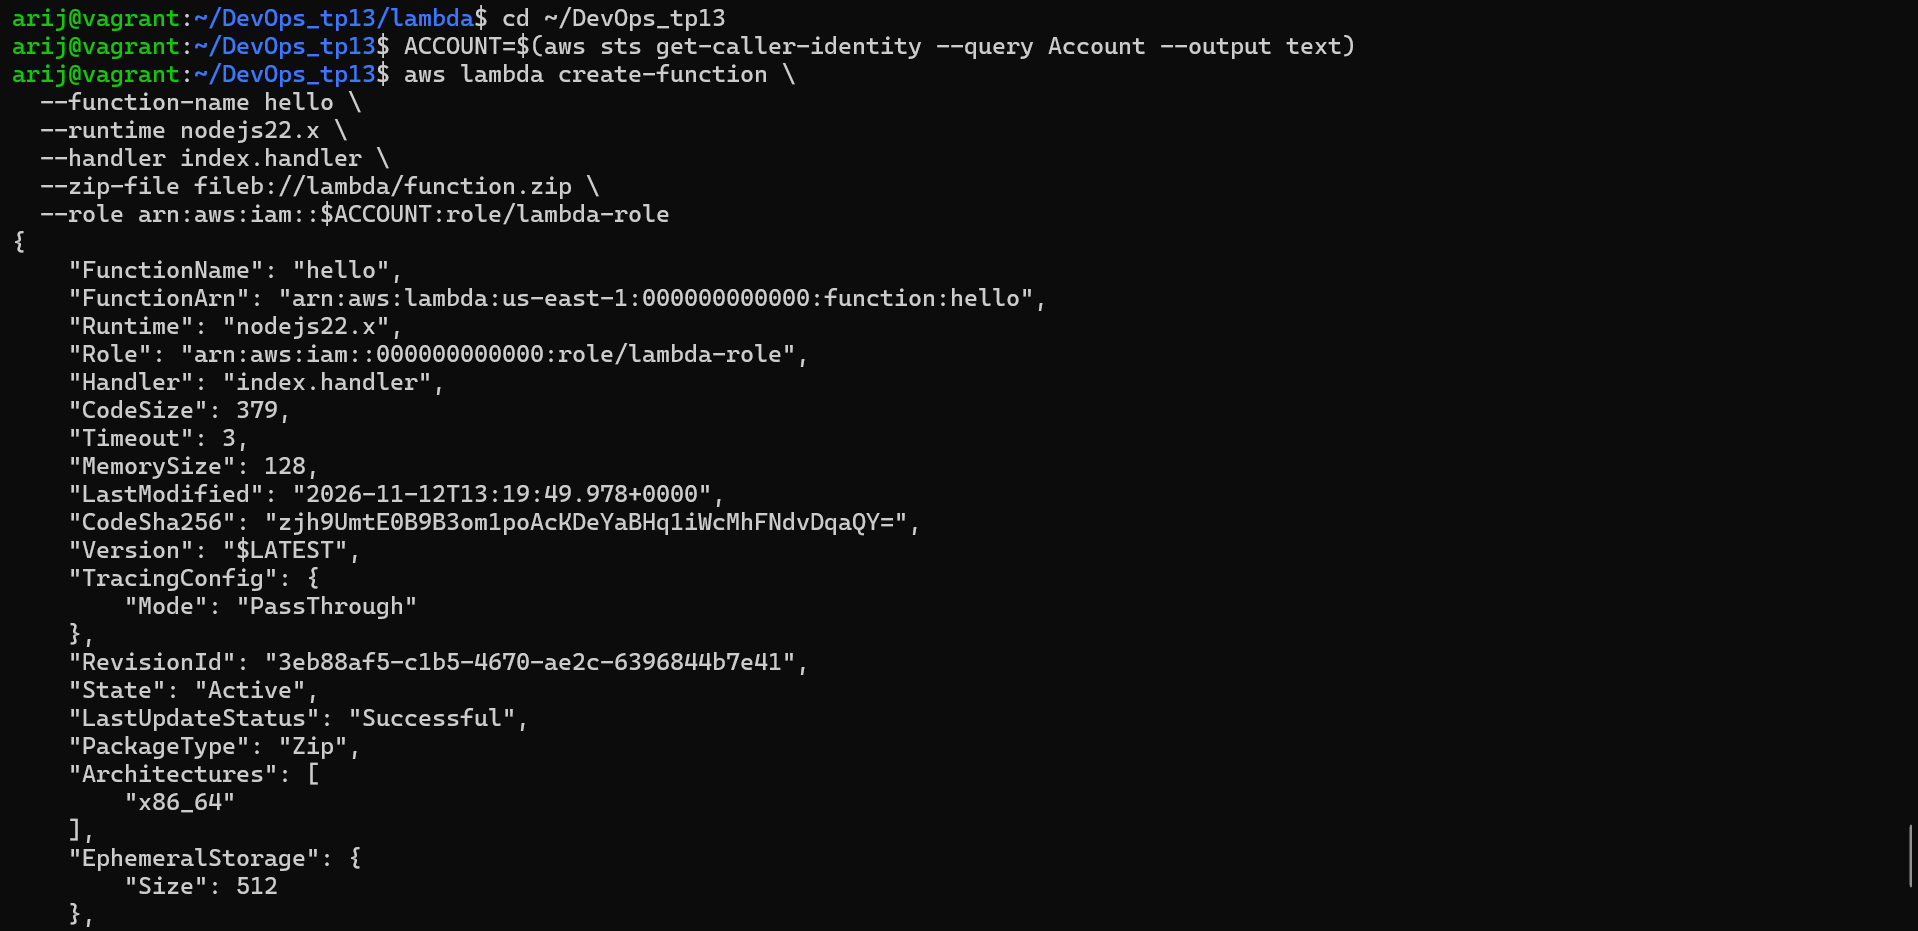 arij@vagrant:~/DevOps_tp13/lambda$ cd ~/DevOps_tp13
arij@vagrant:~/DevOps_tp13$ ACCOUNT=$(aws sts get-caller-identity --query Account --output text)
arij@vagrant:~/DevOps_tp13$ aws lambda create-function \
  --function-name hello \
  --runtime nodejs22.x \
  --handler index.handler \
  --zip-file fileb://lambda/function.zip \
  --role arn:aws:iam::$ACCOUNT:role/lambda-role
{
    "FunctionName": "hello",
    "FunctionArn": "arn:aws:lambda:us-east-1:000000000000:function:hello",
    "Runtime": "nodejs22.x",
    "Role": "arn:aws:iam::000000000000:role/lambda-role",
    "Handler": "index.handler",
    "CodeSize": 379,
    "Timeout": 3,
    "MemorySize": 128,
    "LastModified": "2026-11-12T13:19:49.978+0000",
    "CodeSha256": "zjh9UmtE0B9B3om1poAcKDeYaBHq1iWcMhFNdvDqaQY=",
    "Version": "$LATEST",
    "TracingConfig": {
        "Mode": "PassThrough"
    },
    "RevisionId": "3eb88af5-c1b5-4670-ae2c-6396844b7e41",
    "State": "Active",
    "LastUpdateStatus": "Successful",
    "PackageType": "Zip",
    "Architectures": [
        "x86_64"
    ],
    "EphemeralStorage": {
        "Size": 512
    },